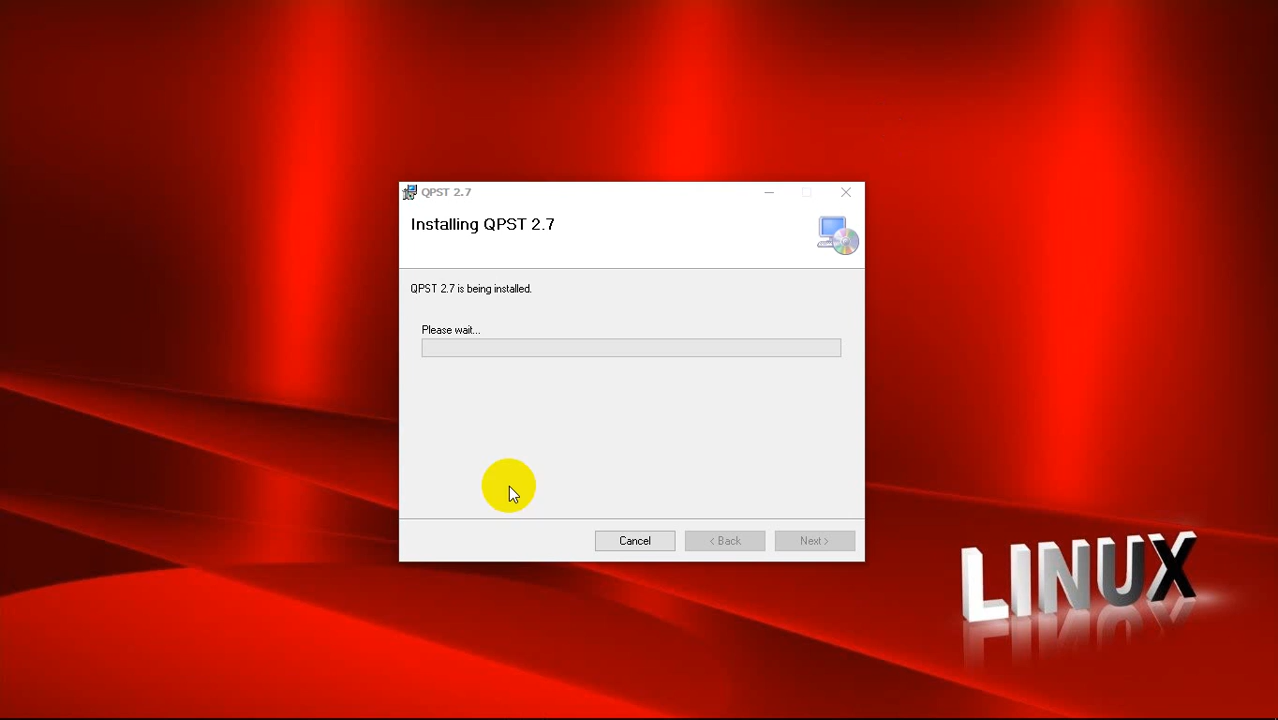 QPST 2.7
Installing QPST 2.7
QPST 2.7 is being installed.
Please wait...
Cancel
< Back
Next >
LINUX